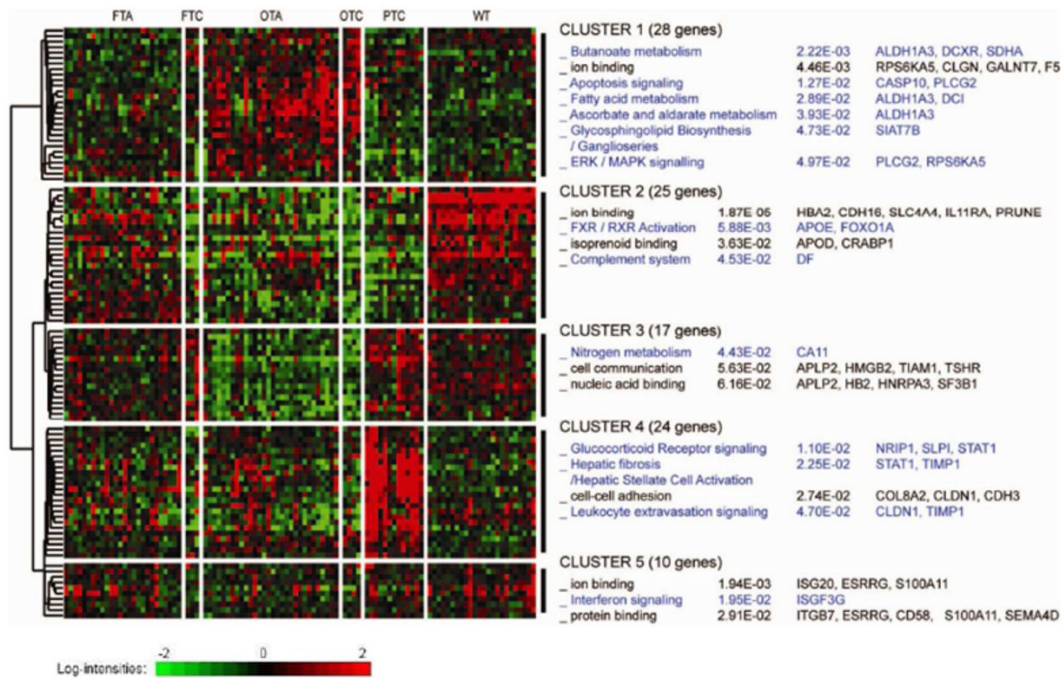 FTA FTC OTA OTC PTC WT
CLUSTER 1 (28 genes)
_ Butanoate metabolism 2.22E-03 ALDH1A3, DCXR, SDHA
_ ion binding 4.46E-03 RPS6KA5, CLGN, GALNT7, F5
_ Apoptosis signaling 1.27E-02 CASP10, PLCG2
_ Fatty acid metabolism 2.89E-02 ALDH1A3, DCI
_ Ascorbate and aldarate metabolism 3.93E-02 ALDH1A3
_ Glycosphingolipid Biosynthesis 4.73E-02 SIAT7B
/ Ganglioseries
_ ERK / MAPK signalling 4.97E-02 PLCG2, RPS6KA5
CLUSTER 2 (25 genes)
_ ion binding 1.87E-05 HBA2, CDH16, SLC4A4, IL11RA, PRUNE
_ FXR / RXR Activation 5.88E-03 APOE, FOXO1A
_ isoprenoid binding 3.63E-02 APOD, CRABP1
_ Complement system 4.53E-02 DF
CLUSTER 3 (17 genes)
_ Nitrogen metabolism 4.43E-02 CA11
_ cell communication 5.63E-02 APLP2, HMGB2, TIAM1, TSHR
_ nucleic acid binding 6.16E-02 APLP2, HB2, HNRPA3, SF3B1
CLUSTER 4 (24 genes)
_ Glucocorticoid Receptor signaling 1.10E-02 NRIP1, SLPI, STAT1
_ Hepatic fibrosis 2.25E-02 STAT1, TIMP1
/Hepatic Stellate Cell Activation
_ cell-cell adhesion 2.74E-02 COL8A2, CLDN1, CDH3
_ Leukocyte extravasation signaling 4.70E-02 CLDN1, TIMP1
CLUSTER 5 (10 genes)
_ ion binding 1.94E-03 ISG20, ESRRG, S100A11
_ Interferon signaling 1.95E-02 ISGF3G
_ protein binding 2.91E-02 ITGB7, ESRRG, CD58, S100A11, SEMA4D
-2 0 2
Log-intensities: